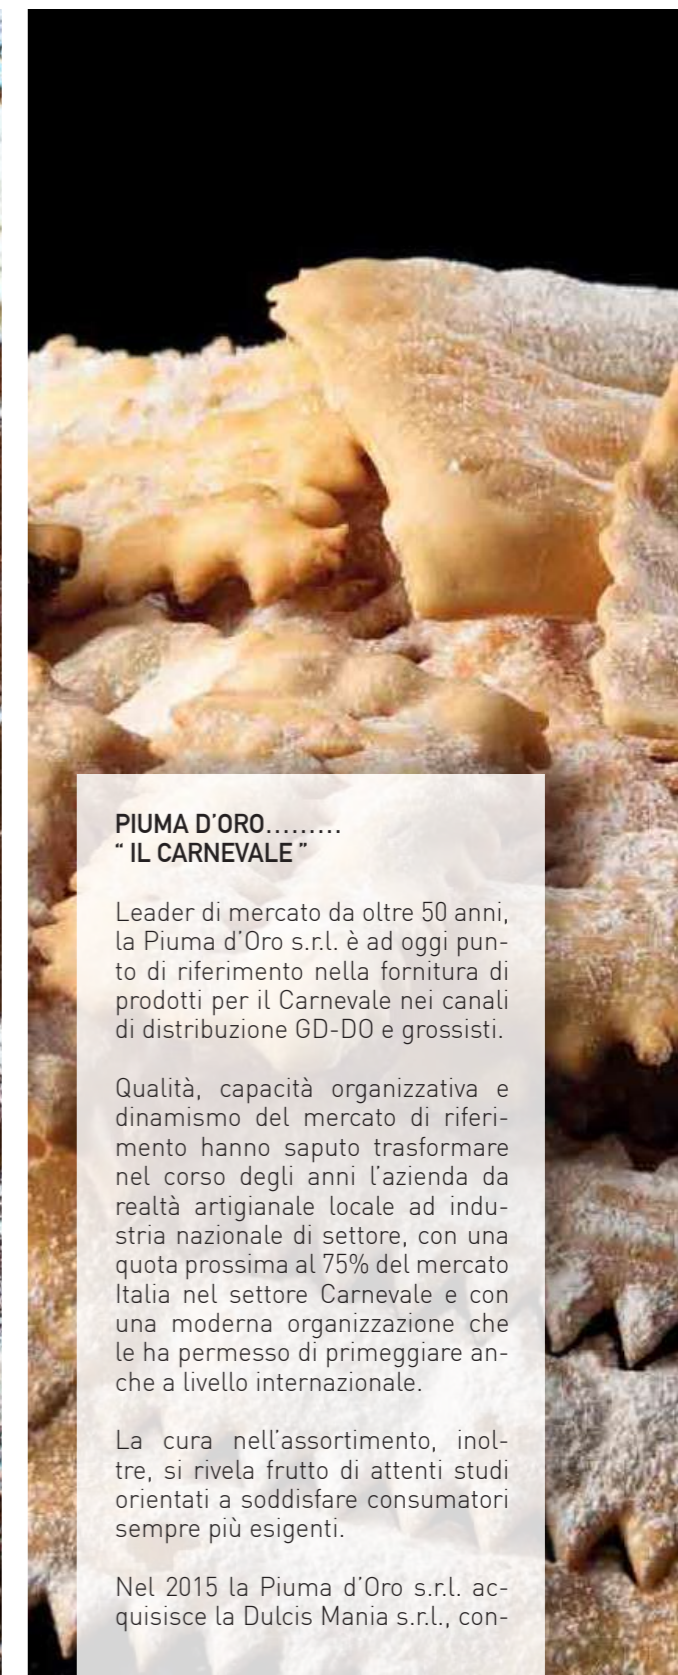 PIUMA D’ORO.........
“ IL CARNEVALE ”
Leader di mercato da oltre 50 anni,
la Piuma d’Oro s.r.l. è ad oggi pun-
to di riferimento nella fornitura di
prodotti per il Carnevale nei canali
di distribuzione GD-DO e grossisti.
Qualità, capacità organizzativa e
dinamismo del mercato di riferi-
mento hanno saputo trasformare
nel corso degli anni l’azienda da
realtà artigianale locale ad indu-
stria nazionale di settore, con una
quota prossima al 75% del mercato
Italia nel settore Carnevale e con
una moderna organizzazione che
le ha permesso di primeggiare an-
che a livello internazionale.
La cura nell’assortimento, inol-
tre, si rivela frutto di attenti studi
orientati a soddisfare consumatori
sempre più esigenti.
Nel 2015 la Piuma d’Oro s.r.l. ac-
quisisce la Dulcis Mania s.r.l., con-